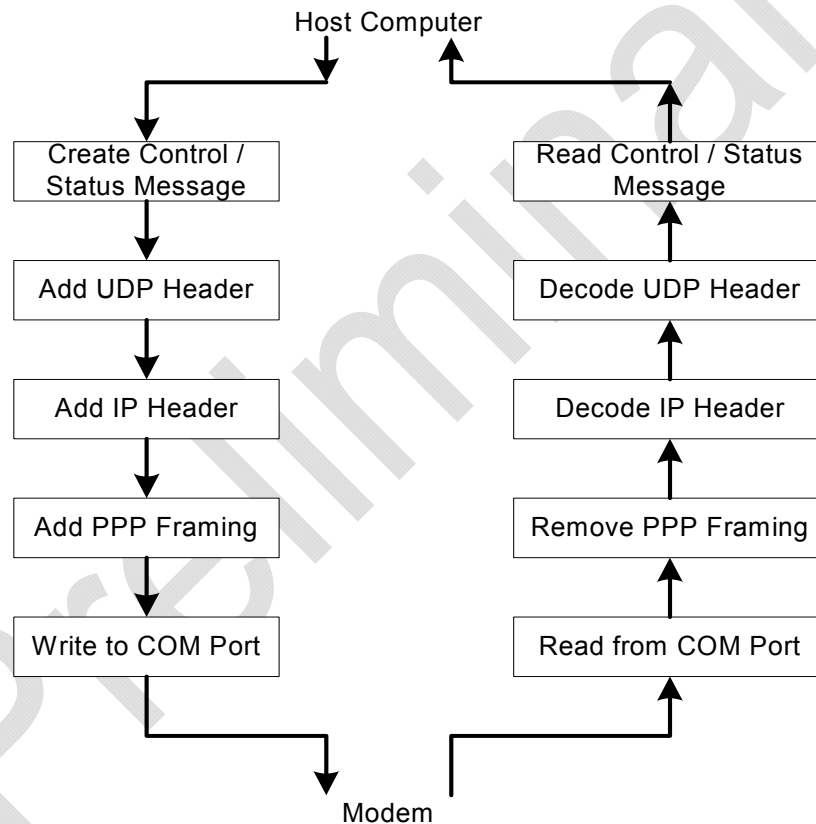 Host Computer
Create Control /
Status Message
Add UDP Header
Add IP Header
Add PPP Framing
Write to COM Port
Read Control / Status
Message
Decode UDP Header
Decode IP Header
Remove PPP Framing
Read from COM Port
Modem
Preliminar